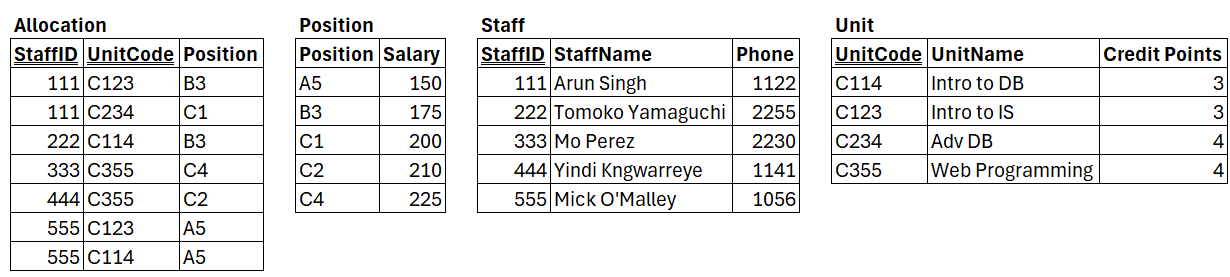 Allocation
StaffID UnitCode Position
111 C123 B3
111 C234 C1
222 C114 B3
333 C355 C4
444 C355 C2
555 C123 A5
555 C114 A5
Position
Position Salary
A5 150
B3 175
C1 200
C2 210
C4 225
Staff
StaffID StaffName Phone
111 Arun Singh 1122
222 Tomoko Yamaguchi 2255
333 Mo Perez 2230
444 Yindi Kngwarreye 1141
555 Mick O'Malley 1056
Unit
UnitCode UnitName Credit Points
C114 Intro to DB 3
C123 Intro to IS 3
C234 Adv DB 4
C355 Web Programming 4